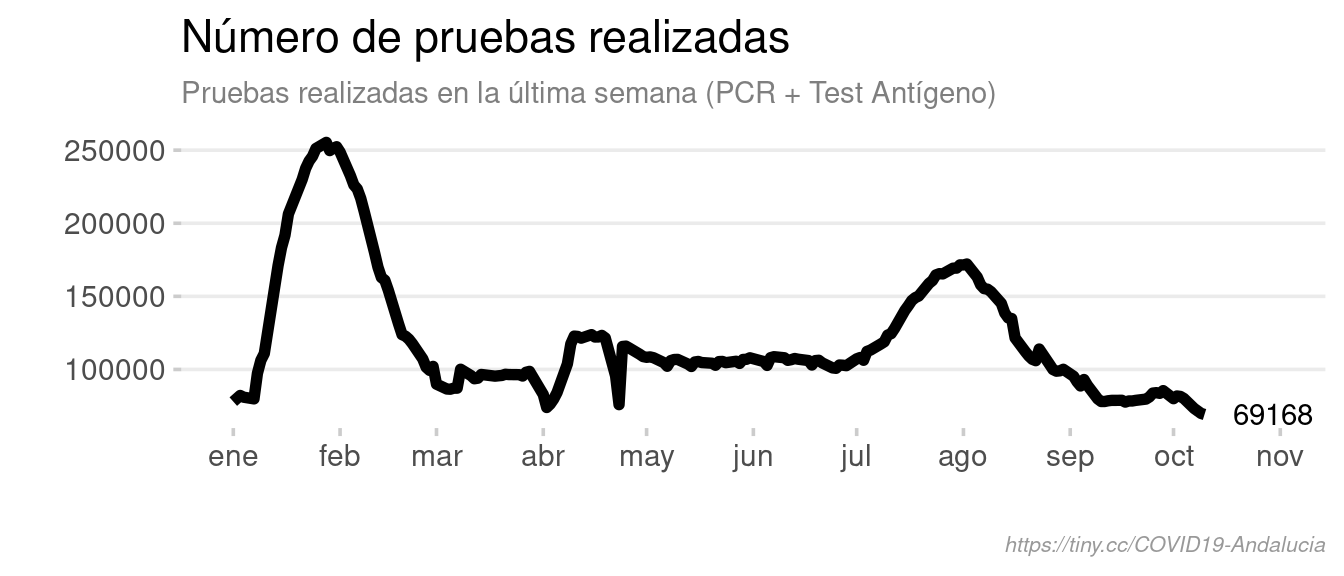 Número de pruebas realizadas
Pruebas realizadas en la última semana (PCR + Test Antígeno)
250000
200000
150000
100000
69168
ene feb mar abr may jun jul ago sep oct nov
https://tiny.cc/COVID19-Andalucia